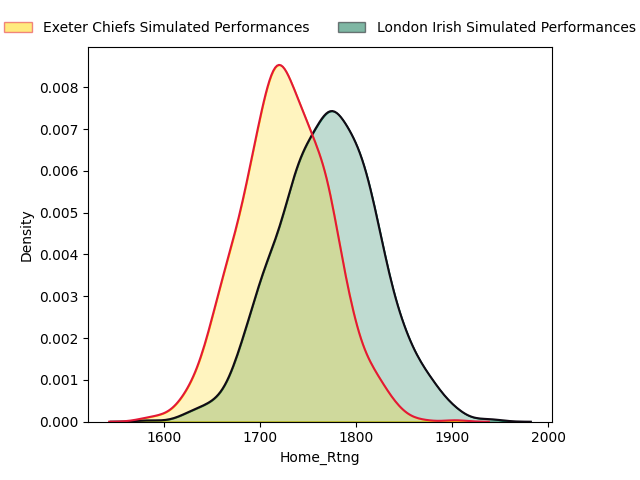 Exeter Chiefs Simulated Performances London Irish Simulated Performances
0.008
0.007
0.006
0.005
0.004
0.003
0.002
0.001
0.000
Density
1600 1700 1800 1900 2000
Home_Rtng